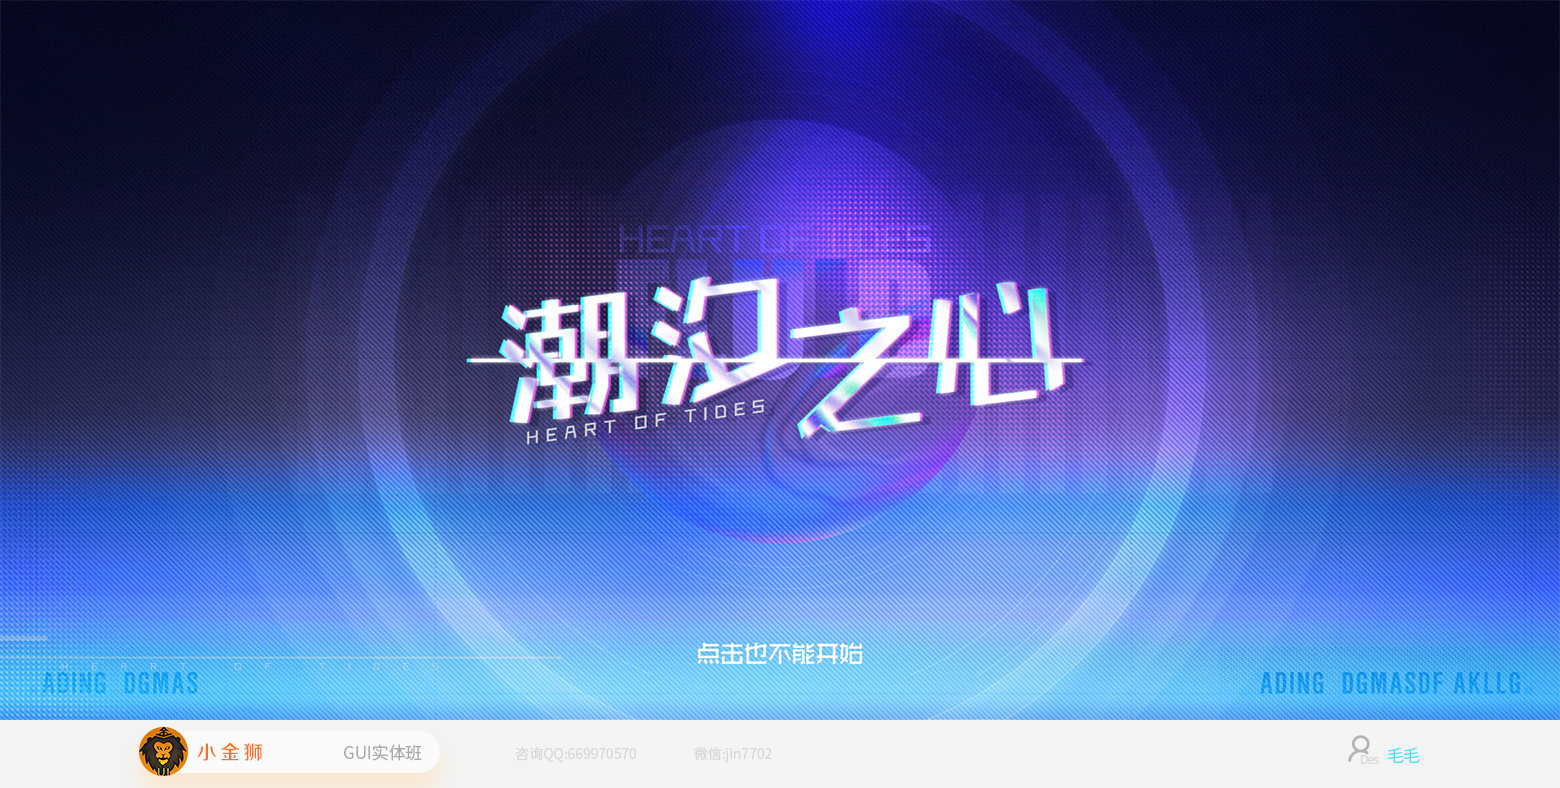 HEART OF TIDES
潮汐之心
HEART OF TIDES
点击也不能开始
HEART OF TIDES
ADING DGMAS
ADING DGMASDF AKLLG
小金狮
UI
GUI实体班
咨询QQ:669970570
微信:jin7702
Des
毛毛